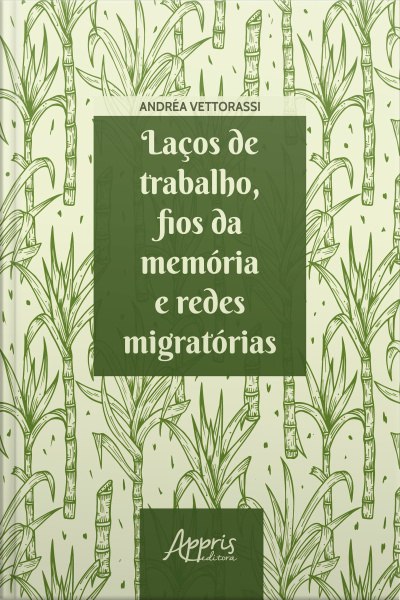 ANDRÉA VETTORASSI
Laços de
trabalho,
fios da
memória
e redes
migratórias
Appris
editora